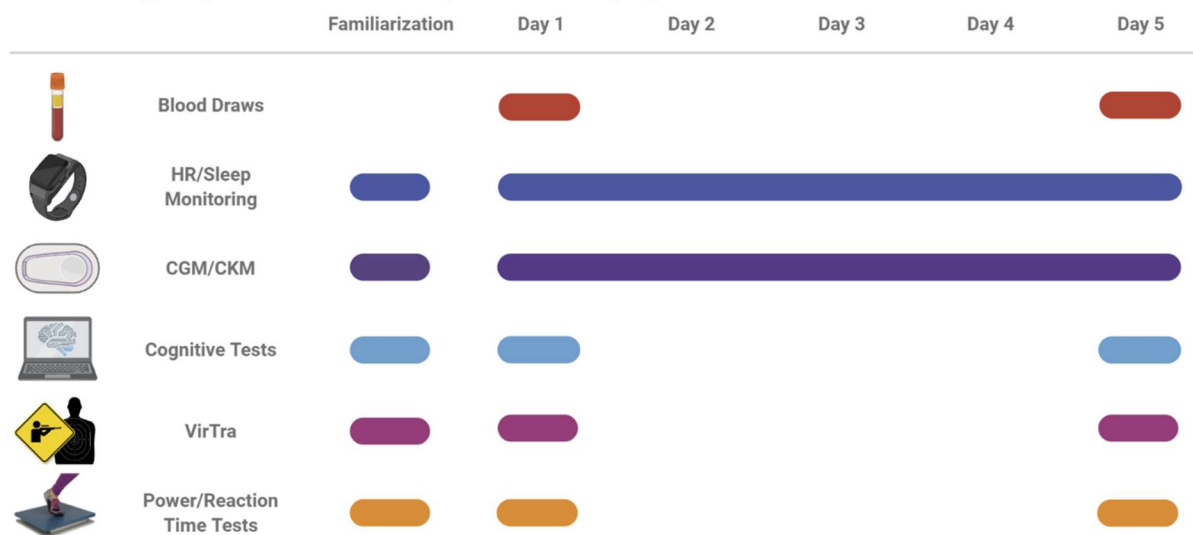 Familiarization Day 1 Day 2 Day 3 Day 4 Day 5
Blood Draws
HR/Sleep
Monitoring
CGM/CKM
Cognitive Tests
VirTra
Power/Reaction
Time Tests